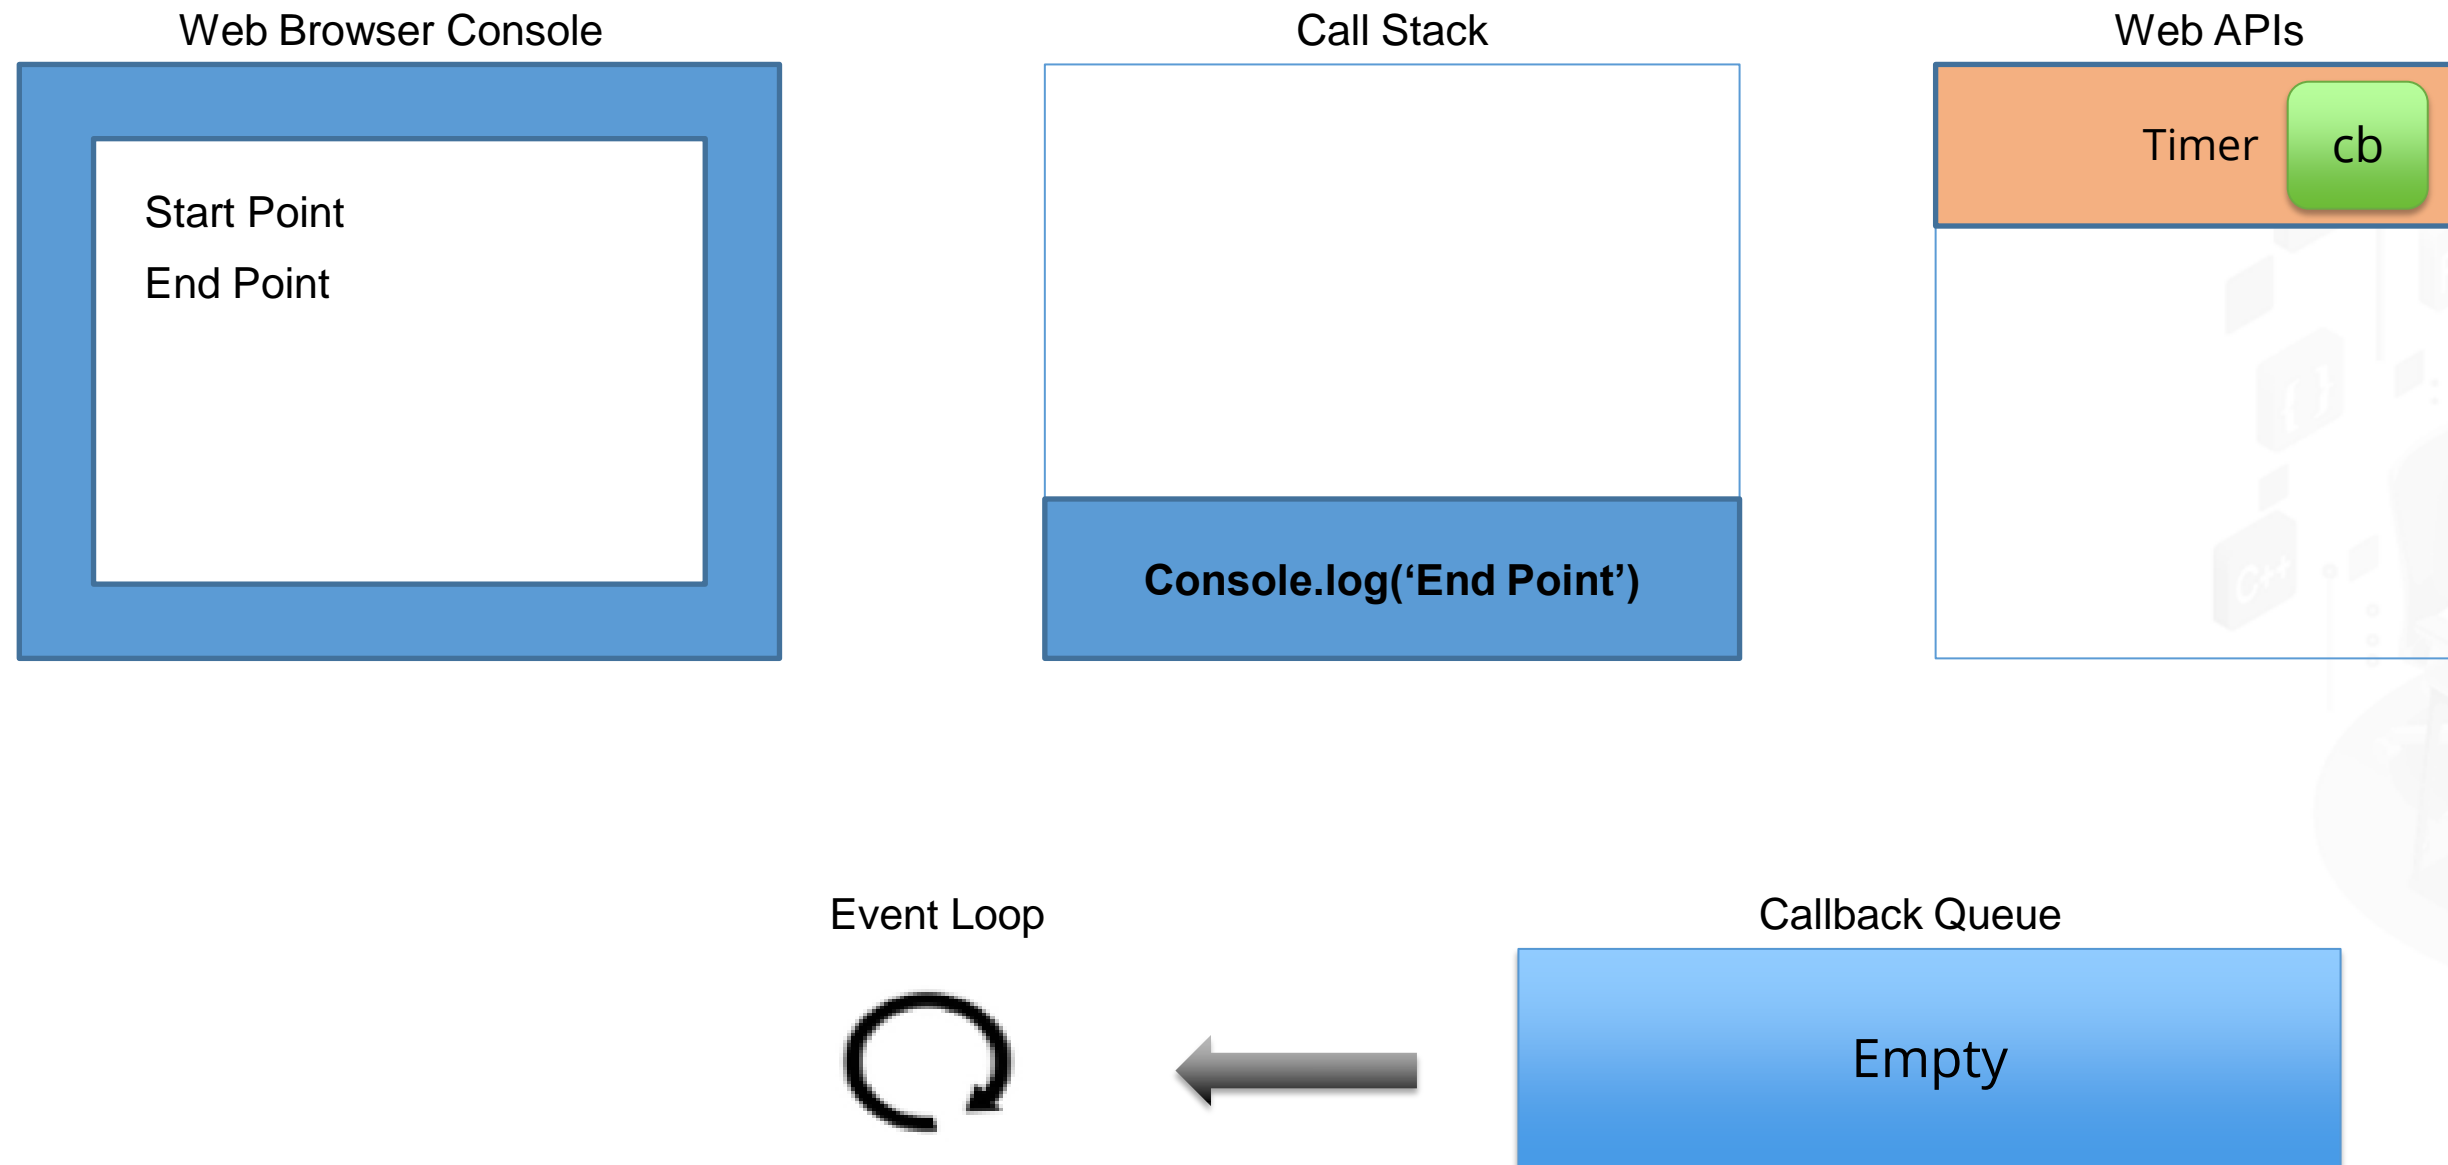 Web Browser Console
Call Stack
Web APIs
Start Point
End Point
Timer
cb
Console.log(‘End Point’)
{ }
C++
Event Loop
Callback Queue
Empty